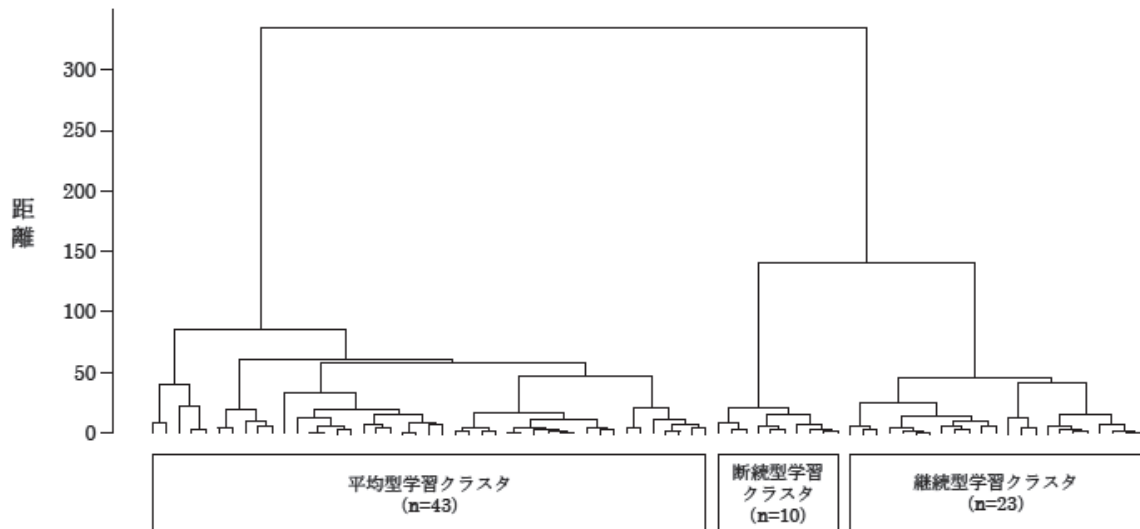 300
250
200
150
100
50
0
距離
平均型学習クラスタ
(n=43)
断続型学習
クラスタ
(n=10)
継続型学習クラスタ
(n=23)